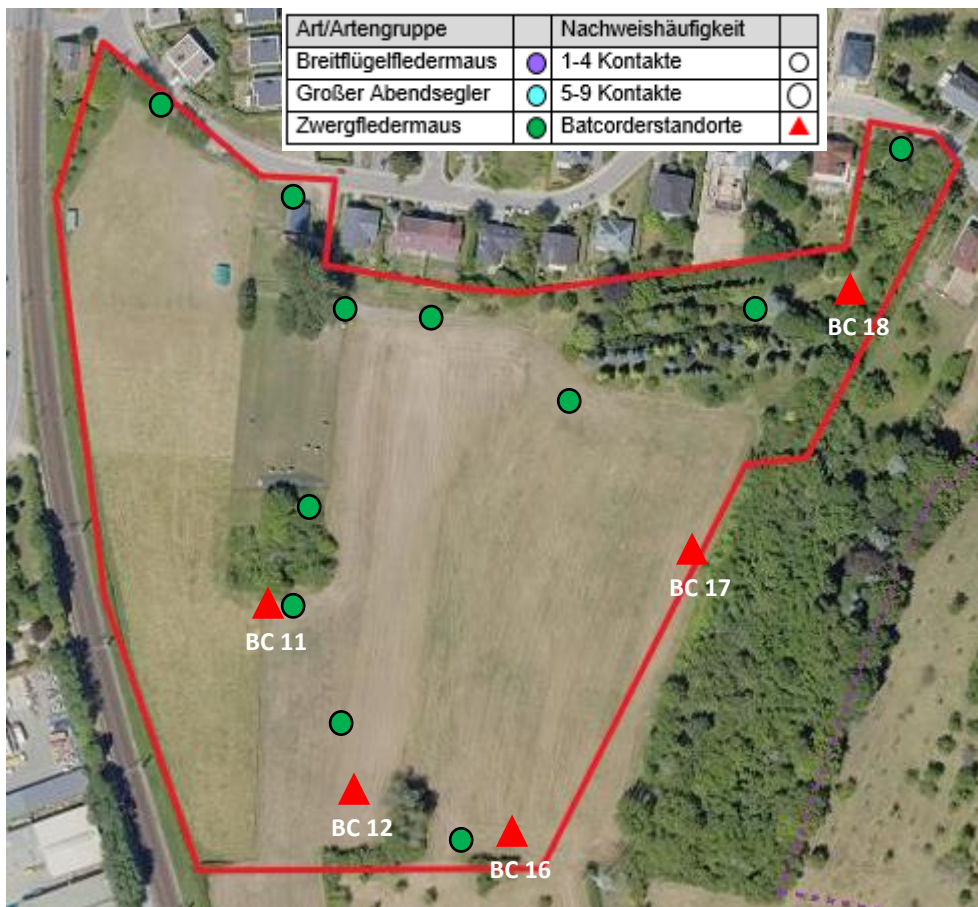 Art/Artengruppe Nachweishäufigkeit
Breitflügelfledermaus 1-4 Kontakte
Großer Abendsegler 5-9 Kontakte
Zwergfledermaus Batcorderstandorte
BC 18
BC 17
BC 11
BC 12
BC 16